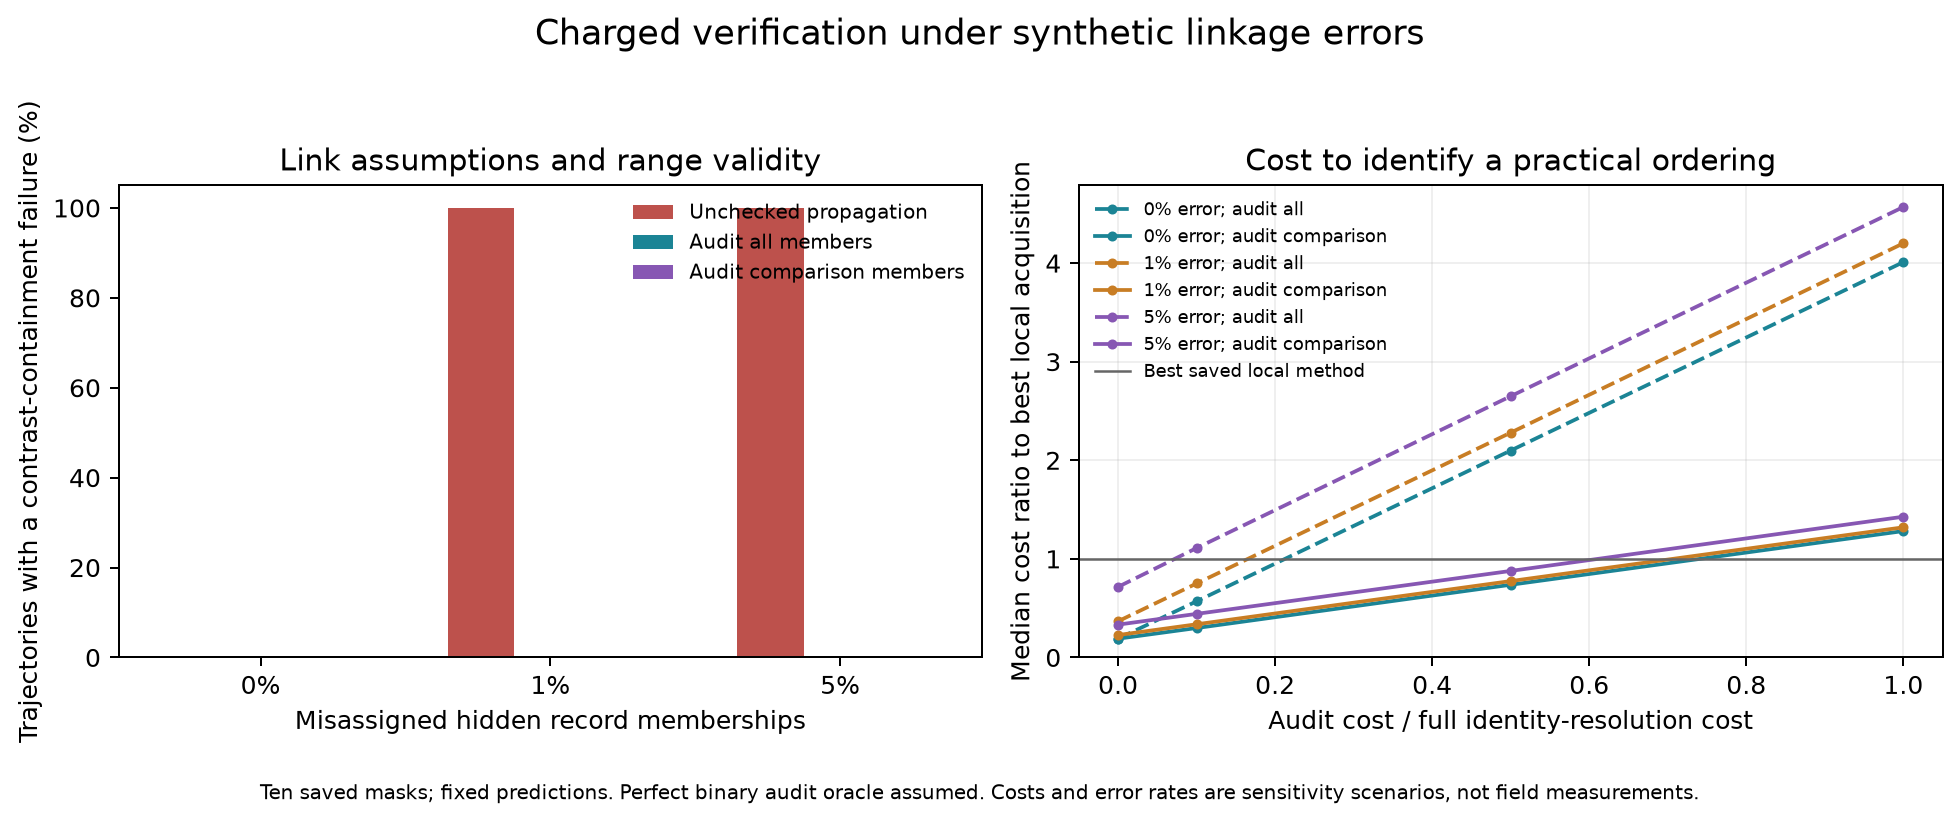 Charged verification under synthetic linkage errors
Link assumptions and range validity
Trajectories with a contrast-containment failure (%)
100
80
60
40
20
0
Unchecked propagation
Audit all members
Audit comparison members
0%
1%
5%
Misassigned hidden record memberships
Cost to identify a practical ordering
Median cost ratio to best local acquisition
4
3
2
1
0
0% error; audit all
0% error; audit comparison
1% error; audit all
1% error; audit comparison
5% error; audit all
5% error; audit comparison
Best saved local method
0.0
0.2
0.4
0.6
0.8
1.0
Audit cost / full identity-resolution cost
Ten saved masks; fixed predictions. Perfect binary audit oracle assumed. Costs and error rates are sensitivity scenarios, not field measurements.